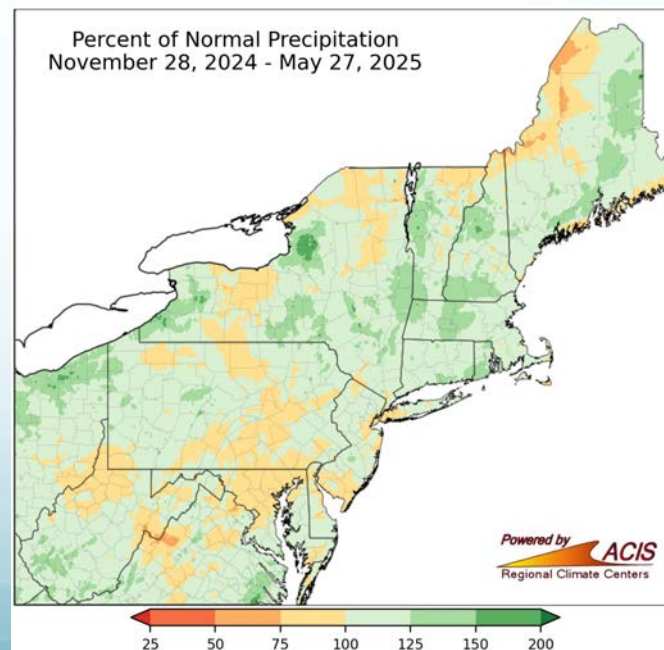 Percent of Normal Precipitation
November 28, 2024 - May 27, 2025
Powered by ACIS
Regional Climate Centers
25 50 75 100 125 150 200